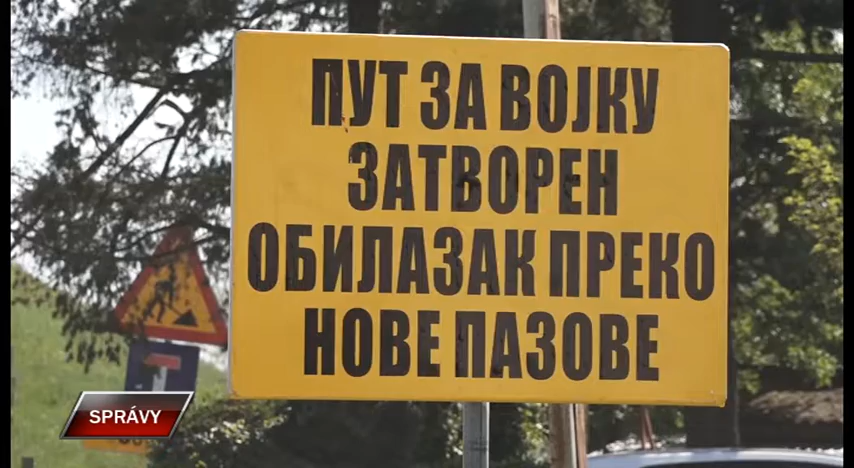 ПУТ ЗА ВОЈКУ
ЗАТВОРЕН
ОБИЛАЗАК ПРЕКО
НОВЕ ПАЗОВЕ
SPRÁVY